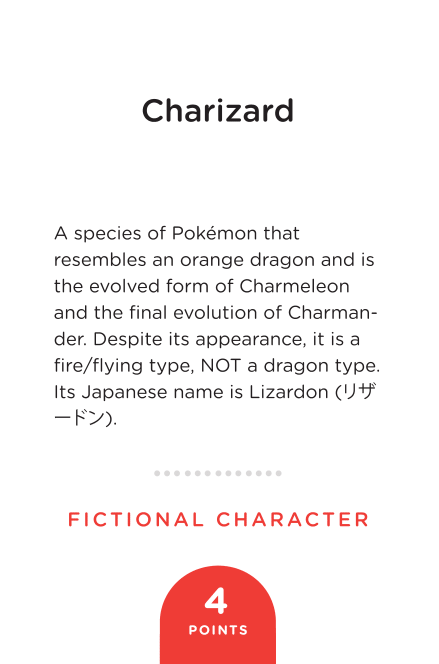 Charizard
A species of Pokémon that
resembles an orange dragon and is
the evolved form of Charmeleon
and the final evolution of Charman-
der. Despite its appearance, it is a
fire/flying type, NOT a dragon type.
Its Japanese name is Lizardon (リザ
ードン).
FICTIONAL CHARACTER
4
POINTS